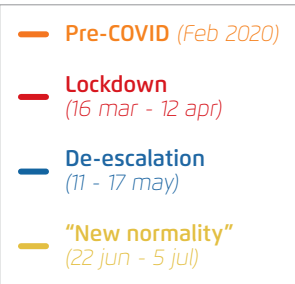 Pre-COVID (Feb 2020)
Lockdown
(16 mar - 12 apr)
De-escalation
(11 - 17 may)
“New normality”
(22 jun - 5 jul)